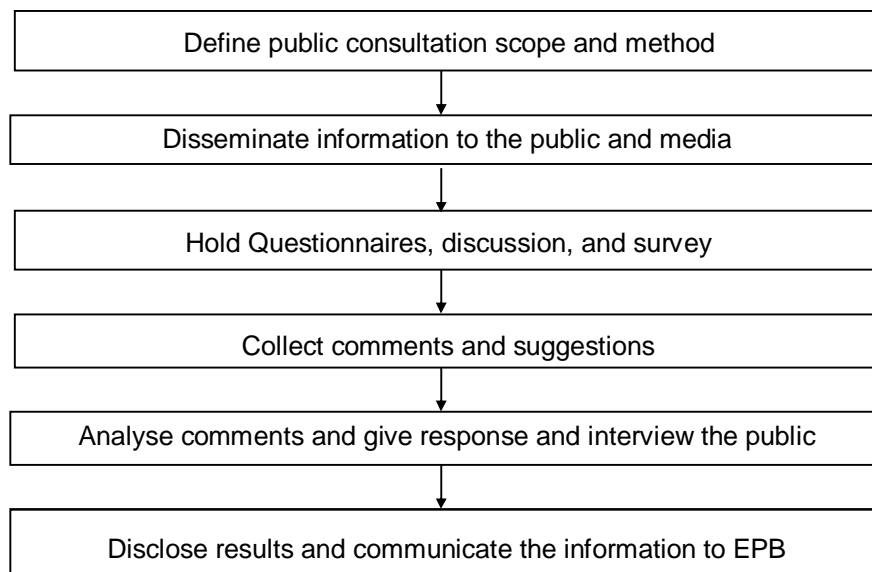 Define public consultation scope and method
Disseminate information to the public and media
Hold Questionnaires, discussion, and survey
Collect comments and suggestions
Analyse comments and give response and interview the public
Disclose results and communicate the information to EPB